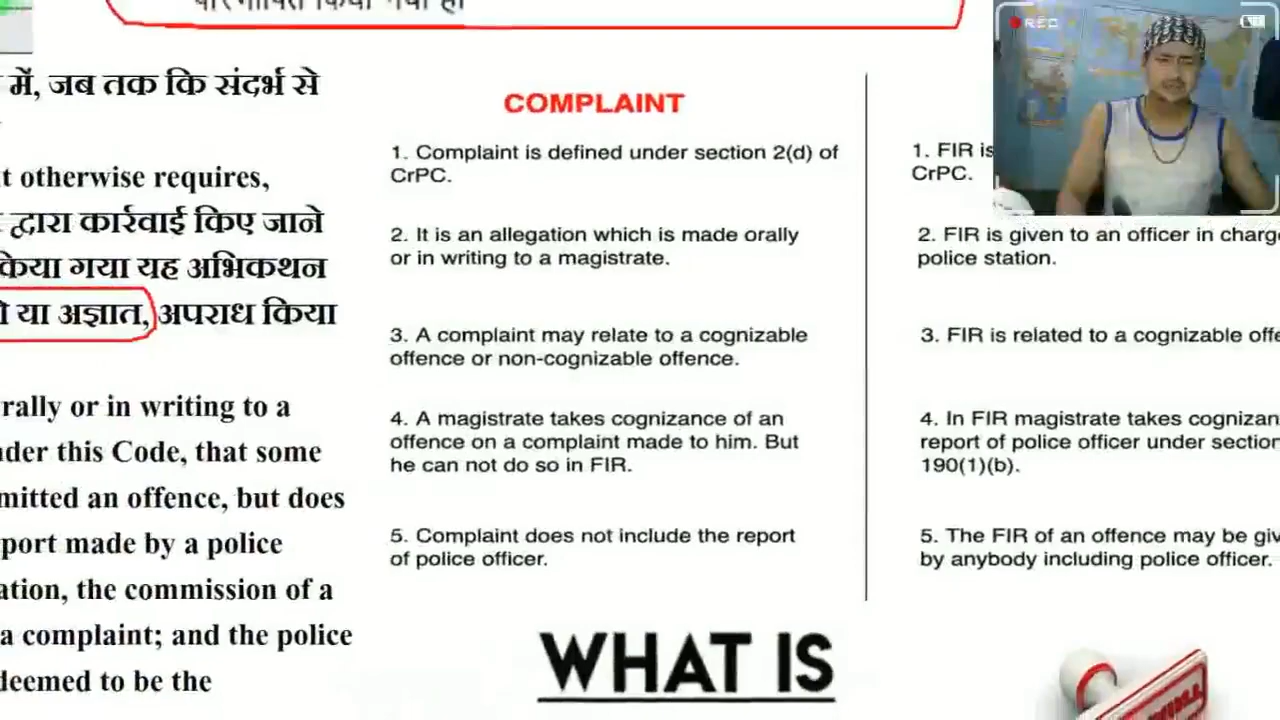 परिभाषित किया गया हो
में, जब तक कि संदर्भ से
t otherwise requires,
द्वारा कार्रवाई किए जाने
किया गया यह अभिकथन
या अज्ञात, अपराध किया
rally or in writing to a
nder this Code, that some
mitted an offence, but does
port made by a police
ation, the commission of a
a complaint; and the police
deemed to be the
COMPLAINT
1. Complaint is defined under section 2(d) of
CrPC.
2. It is an allegation which is made orally
or in writing to a magistrate.
3. A complaint may relate to a cognizable
offence or non-cognizable offence.
4. A magistrate takes cognizance of an
offence on a complaint made to him. But
he can not do so in FIR.
5. Complaint does not include the report
of police officer.
WHAT IS
REC
1. FIR is
CrPC.
2. FIR is given to an officer in charg
police station.
3. FIR is related to a cognizable offe
4. In FIR magistrate takes cognizan
report of police officer under section
190(1)(b).
5. The FIR of an offence may be giv
by anybody including police officer.